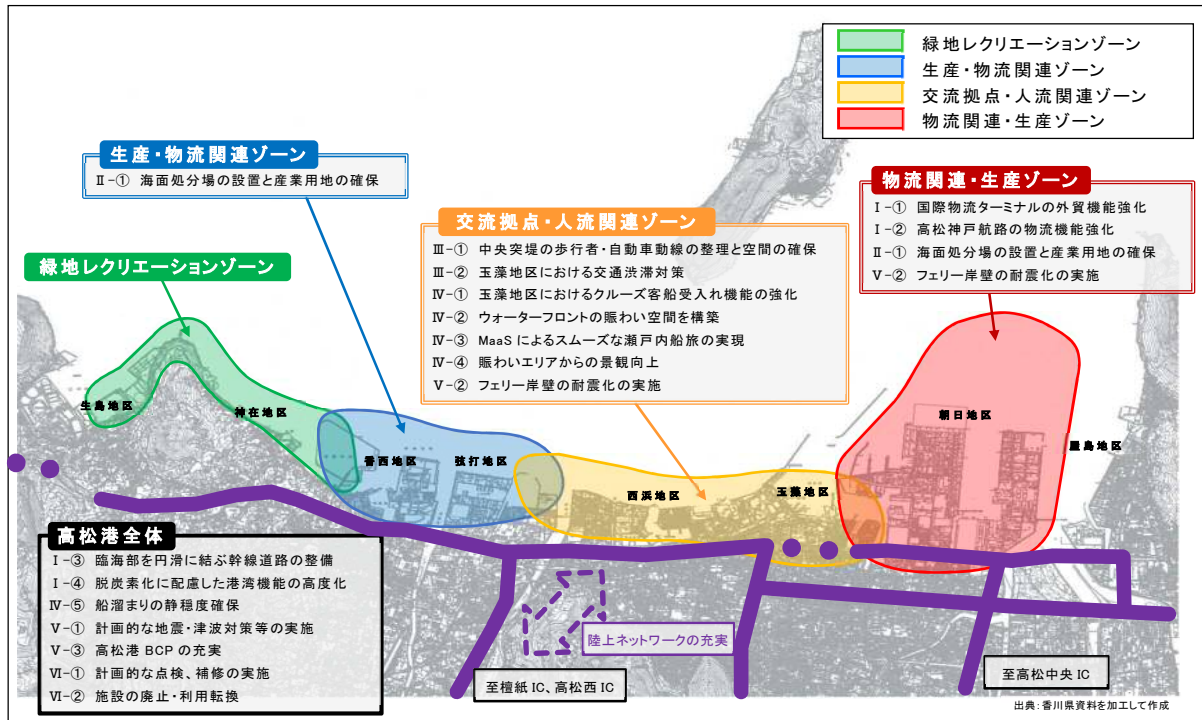 緑地レクリエーションゾーン
生産・物流関連ゾーン
交流拠点・人流関連ゾーン
物流関連・生産ゾーン
生産・物流関連ゾーン
Ⅱ-① 海面処分場の設置と産業用地の確保
物流関連・生産ゾーン
Ⅰ-① 国際物流ターミナルの外貿機能強化
Ⅰ-② 高松神戸航路の物流機能強化
Ⅱ-① 海面処分場の設置と産業用地の確保
Ⅴ-② フェリー岸壁の耐震化の実施
交流拠点・人流関連ゾーン
Ⅲ-① 中央突堤の歩行者・自動車動線の整理と空間の確保
Ⅲ-② 玉藻地区における交通渋滞対策
Ⅳ-① 玉藻地区におけるクルーズ客船受入れ機能の強化
Ⅳ-② ウォーターフロントの賑わい空間を構築
Ⅳ-③ MaaSによるスムーズな瀬戸内船旅の実現
Ⅳ-④ 賑わいエリアからの景観向上
Ⅴ-② フェリー岸壁の耐震化の実施
緑地レクリエーションゾーン
生島地区
神在地区
香西地区
弦打地区
西浜地区
玉藻地区
朝日地区
屋島地区
高松港全体
Ⅰ-③ 臨海部を円滑に結ぶ幹線道路の整備
Ⅰ-④ 脱炭素化に配慮した港湾機能の高度化
Ⅳ-⑤ 船溜まりの静穏度確保
Ⅴ-① 計画的な地震・津波対策等の実施
Ⅴ-③ 高松港BCPの充実
Ⅵ-① 計画的な点検、補修の実施
Ⅵ-② 施設の廃止・利用転換
陸上ネットワークの充実
至檀紙IC、高松西IC
至高松中央IC
出典:香川県資料を加工して作成